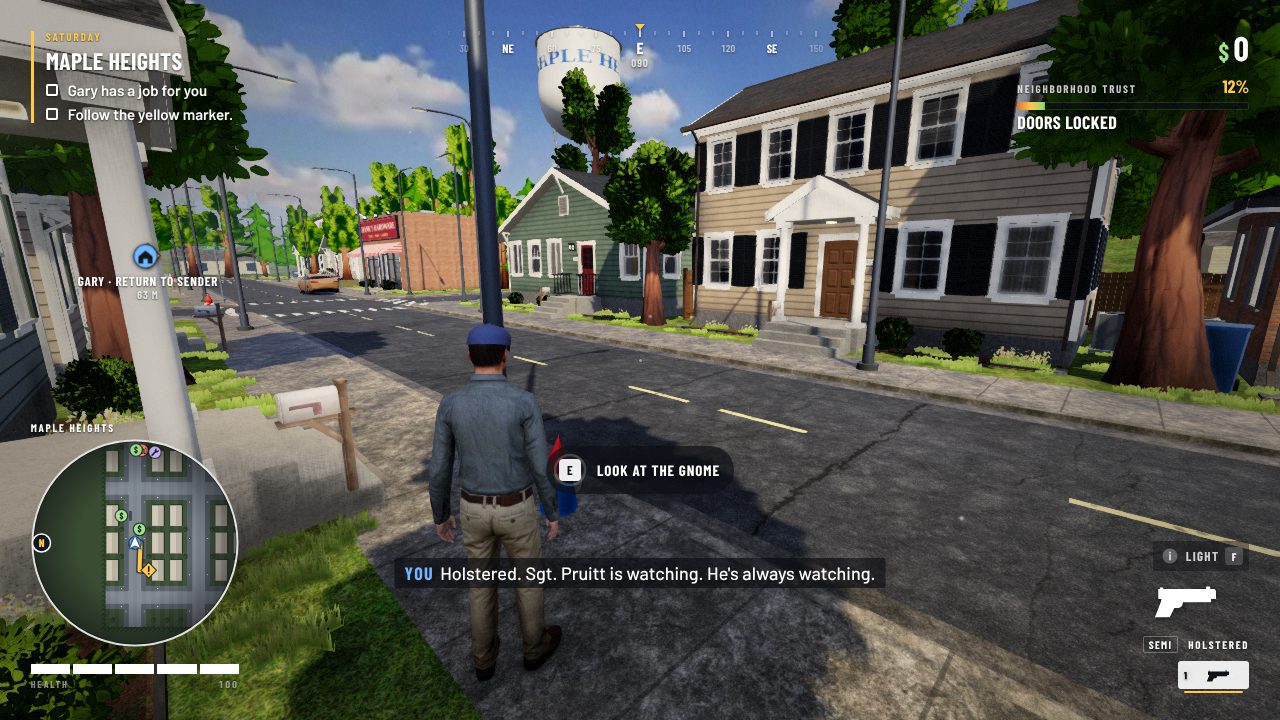 SATURDAY
MAPLE HEIGHTS
Gary has a job for you
Follow the yellow marker.
30 NE 60 75 E 105 120 SE 150
090
$0
NEIGHBORHOOD TRUST 12%
DOORS LOCKED
GARY · RETURN TO SENDER
63 M
E LOOK AT THE GNOME
YOU Holstered. Sgt. Pruitt is watching. He's always watching.
MAPLE HEIGHTS
N
HEALTH 100
i LIGHT F
SEMI HOLSTERED
1